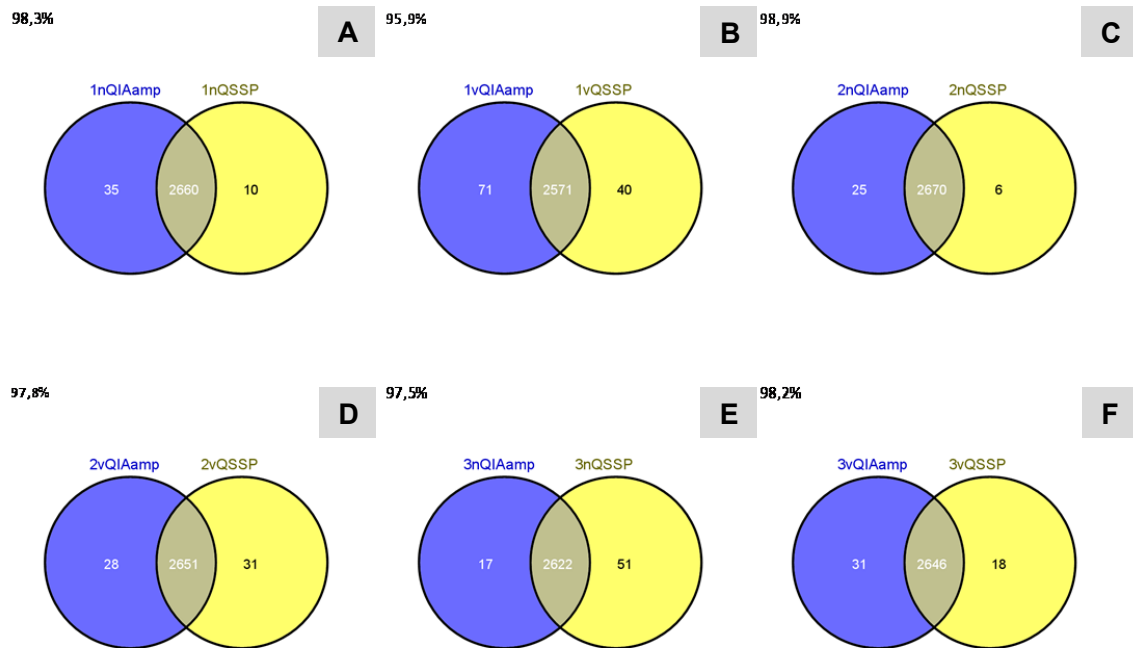 98,3%
A
1nQIAamp 1nQSSP
35 2660 10
95,9%
B
1vQIAamp 1vQSSP
71 2571 40
98,9%
C
2nQIAamp 2nQSSP
25 2670 6
97,8%
D
2vQIAamp 2vQSSP
28 2651 31
97,5%
E
3nQIAamp 3nQSSP
17 2622 51
98,2%
F
3vQIAamp 3vQSSP
31 2646 18